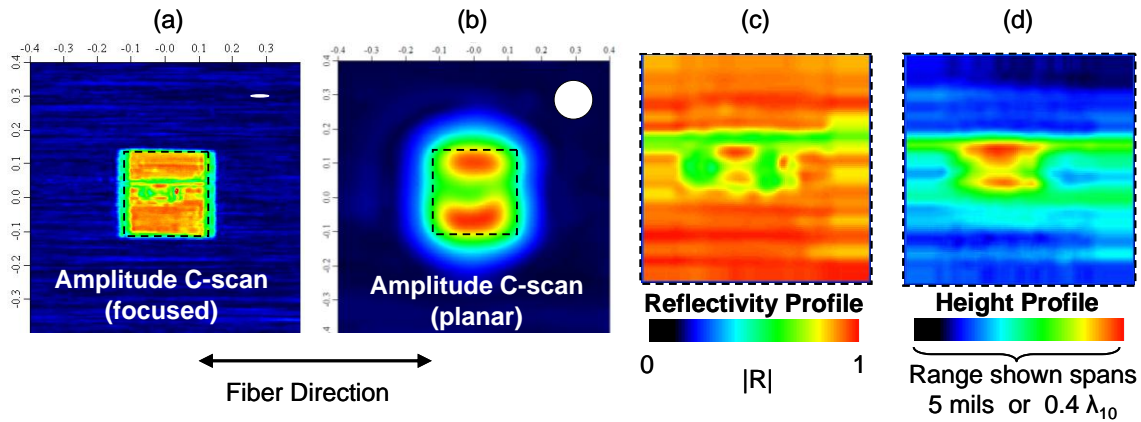 (a)
(b)
(c)
(d)
-0.4 -0.3 -0.2 -0.1 -0.0 0.1 0.2 0.3
0.4 0.3 0.2 0.1 0.0 -0.1 -0.2 -0.3
Amplitude C-scan
(focused)
-0.4 -0.3 -0.2 -0.1 -0.0 0.1 0.2 0.3 0.4
0.4 0.3 0.2 0.1 0.0 -0.1 -0.2 -0.3 -0.4
Amplitude C-scan
(planar)
Reflectivity Profile
0 1
|R|
Height Profile
Range shown spans
5 mils or 0.4 λ10
Fiber Direction